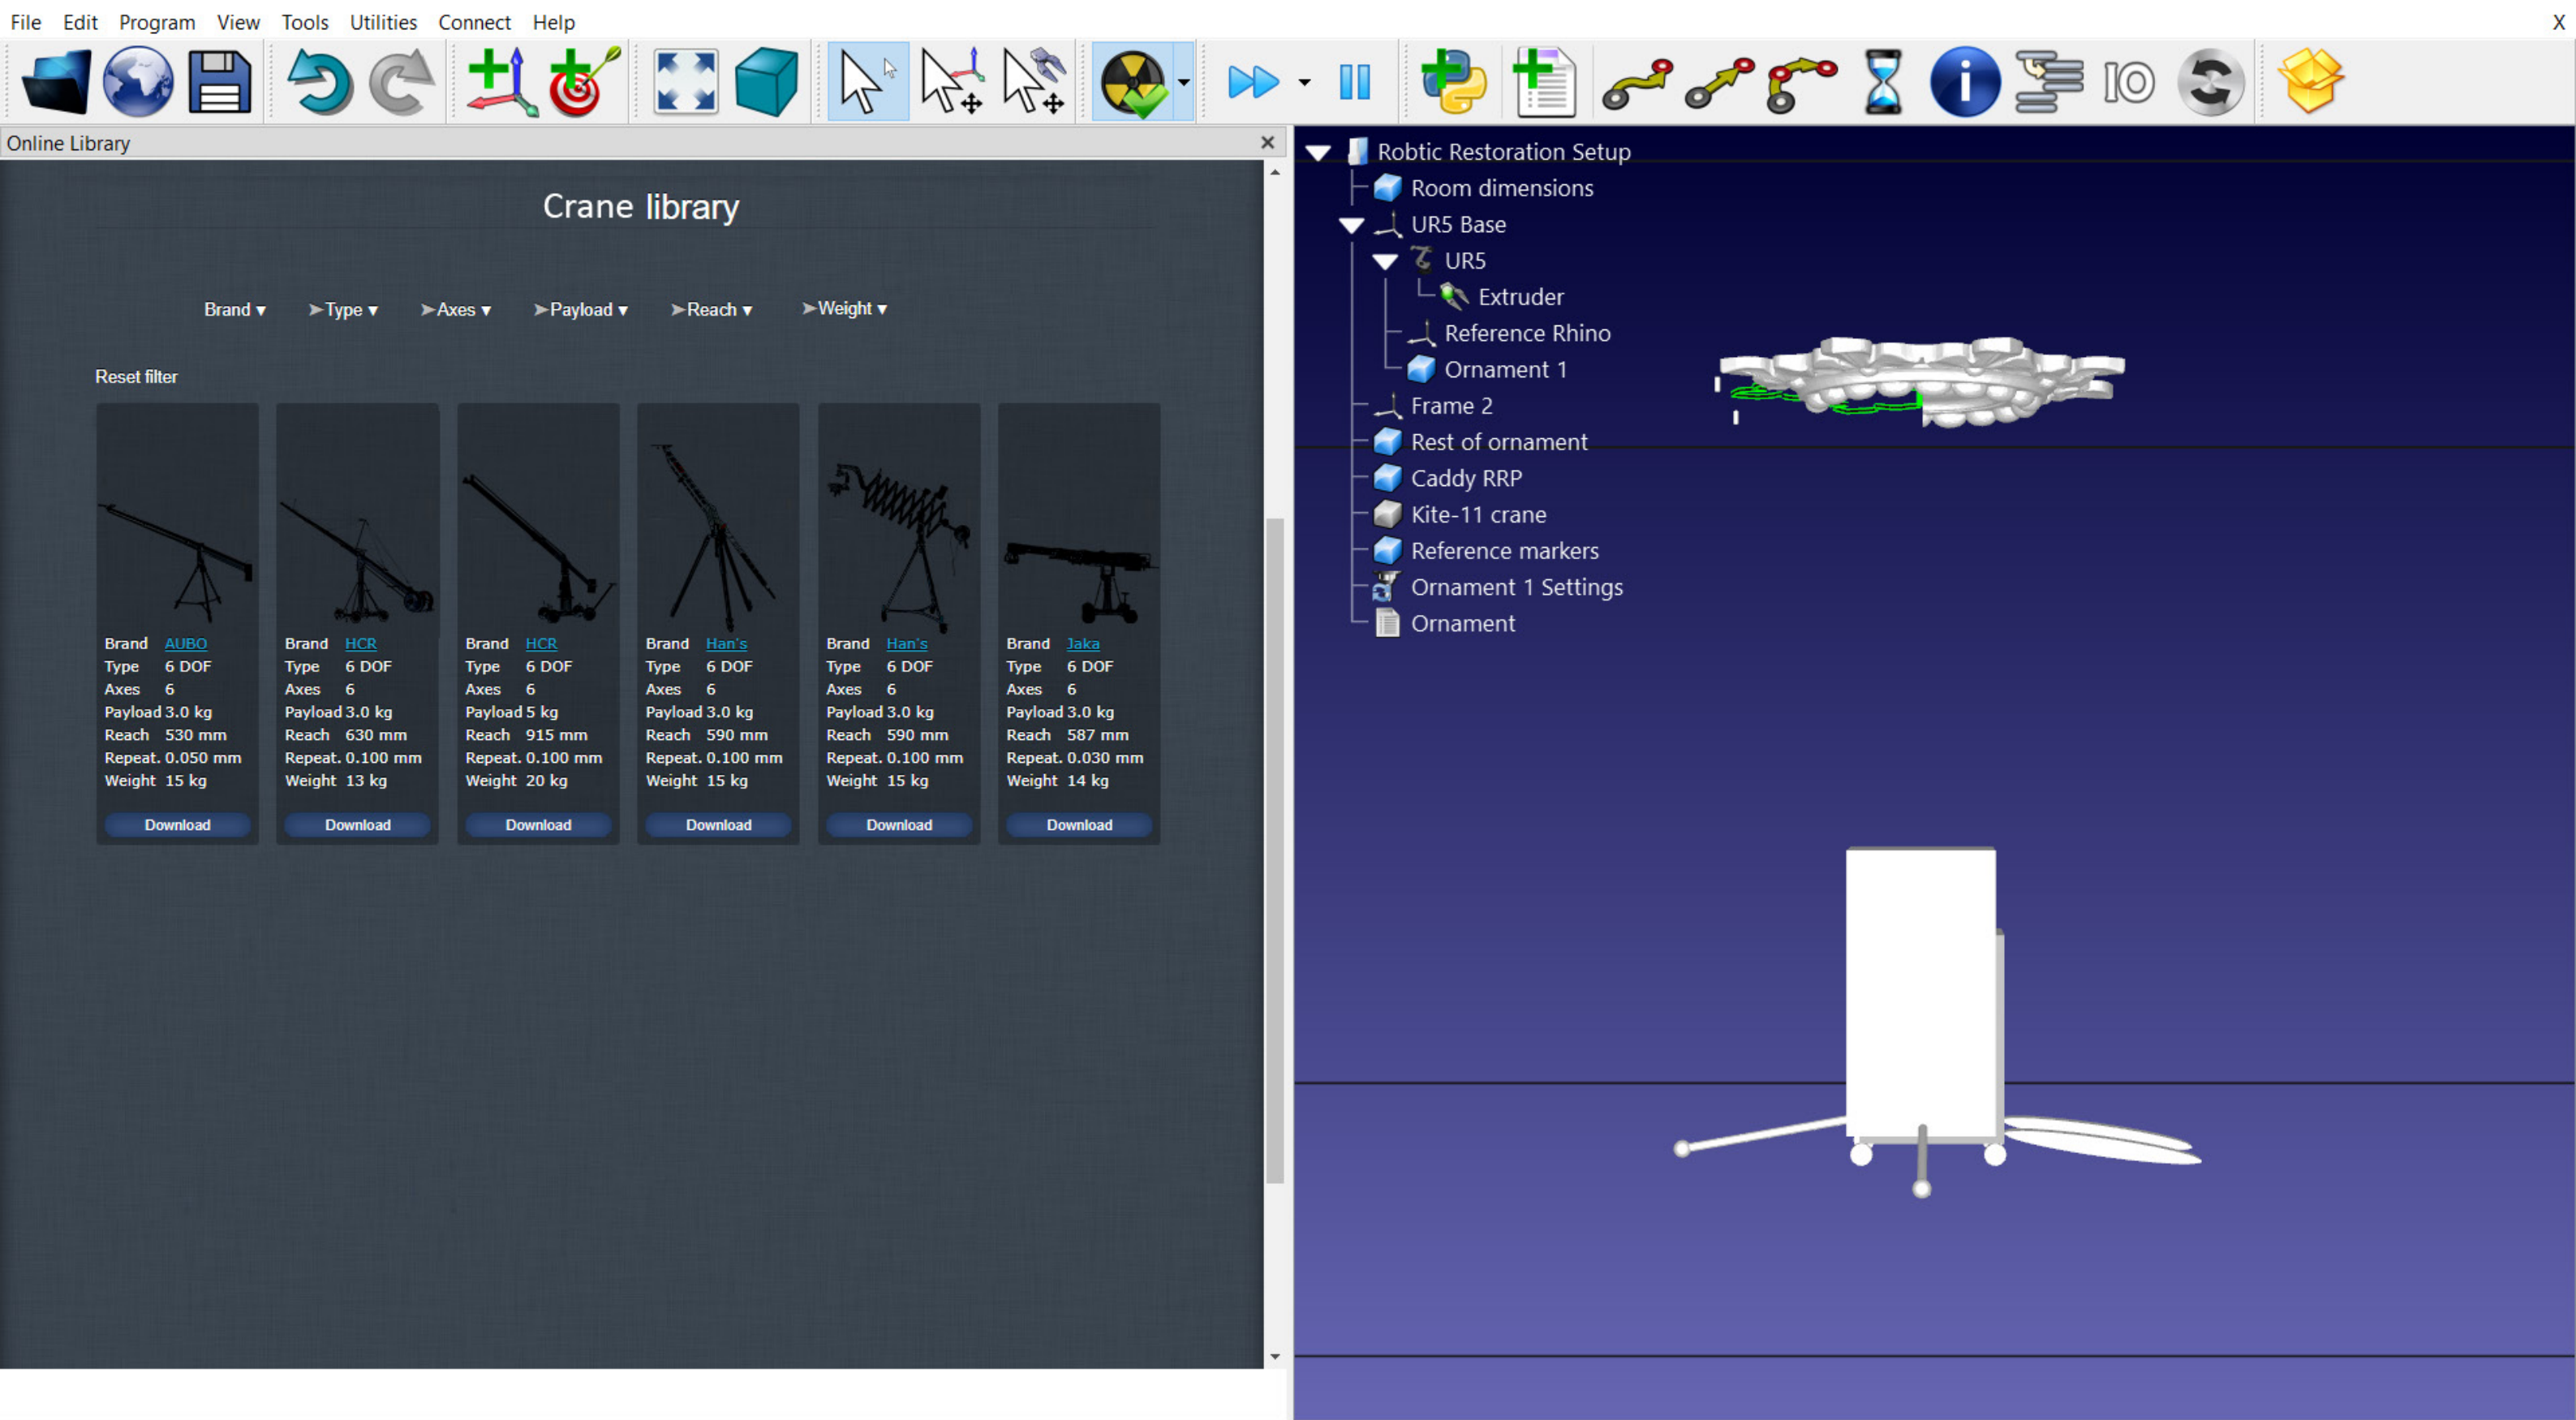 File Edit Program View Tools Utilities Connect Help X
IO
Online Library
Crane library
Brand ▾ ➤Type ▾ ➤Axes ▾ ➤Payload ▾ ➤Reach ▾ ➤Weight ▾
Reset filter
Brand AUBO
Type 6 DOF
Axes 6
Payload 3.0 kg
Reach 530 mm
Repeat. 0.050 mm
Weight 15 kg
Download
Brand HCR
Type 6 DOF
Axes 6
Payload 3.0 kg
Reach 630 mm
Repeat. 0.100 mm
Weight 13 kg
Download
Brand HCR
Type 6 DOF
Axes 6
Payload 5 kg
Reach 915 mm
Repeat. 0.100 mm
Weight 20 kg
Download
Brand Han's
Type 6 DOF
Axes 6
Payload 3.0 kg
Reach 590 mm
Repeat. 0.100 mm
Weight 15 kg
Download
Brand Han's
Type 6 DOF
Axes 6
Payload 3.0 kg
Reach 590 mm
Repeat. 0.100 mm
Weight 15 kg
Download
Brand Jaka
Type 6 DOF
Axes 6
Payload 3.0 kg
Reach 587 mm
Repeat. 0.030 mm
Weight 14 kg
Download
Robtic Restoration Setup
Room dimensions
UR5 Base
UR5
Extruder
Reference Rhino
Ornament 1
Frame 2
Rest of ornament
Caddy RRP
Kite-11 crane
Reference markers
Ornament 1 Settings
Ornament